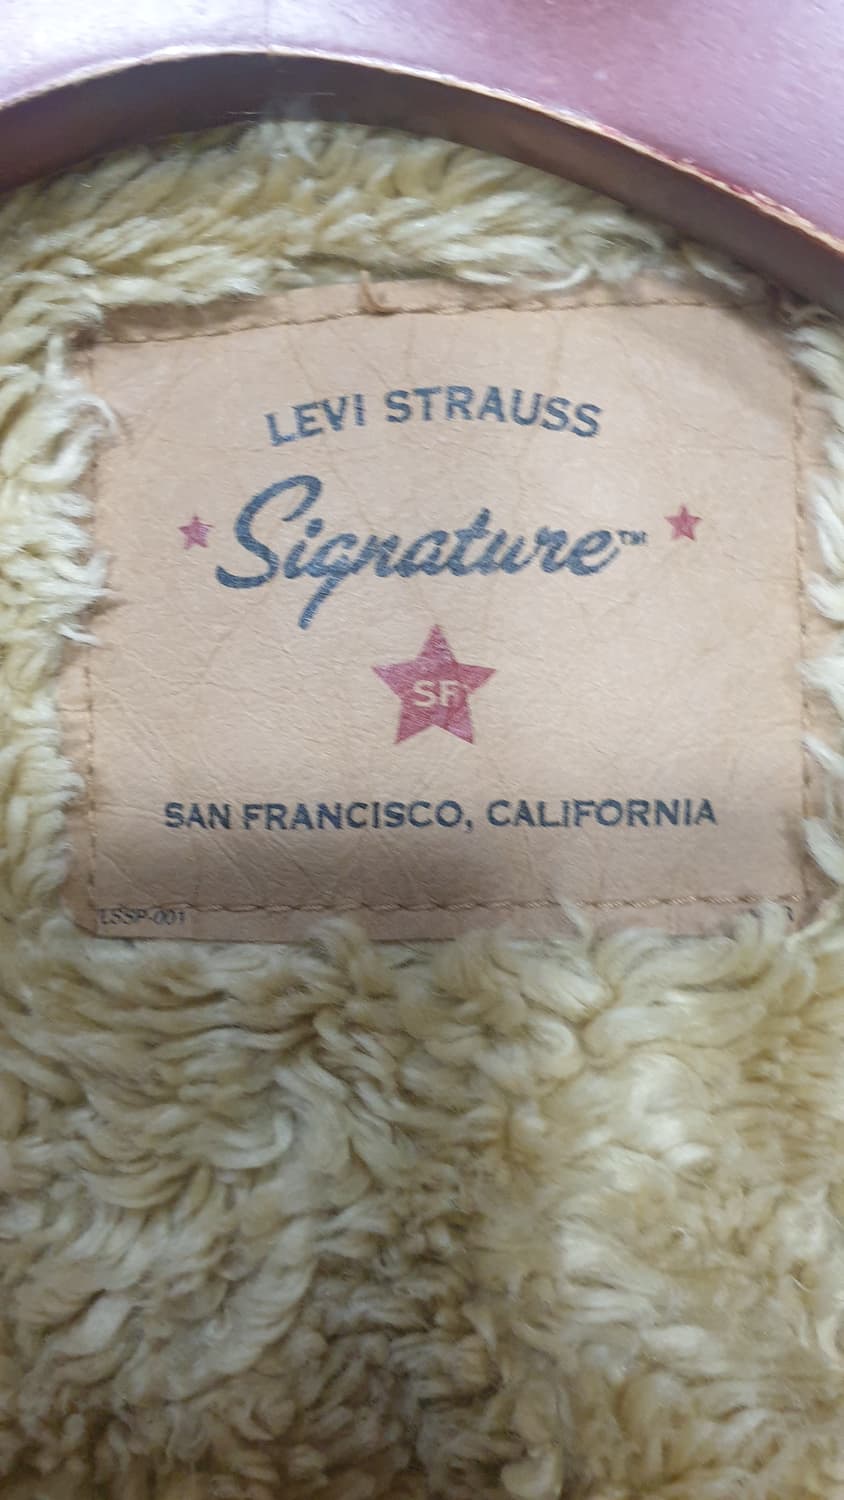 LEVI STRAUSS
Signature™
SF
SAN FRANCISCO, CALIFORNIA
LSSP-001